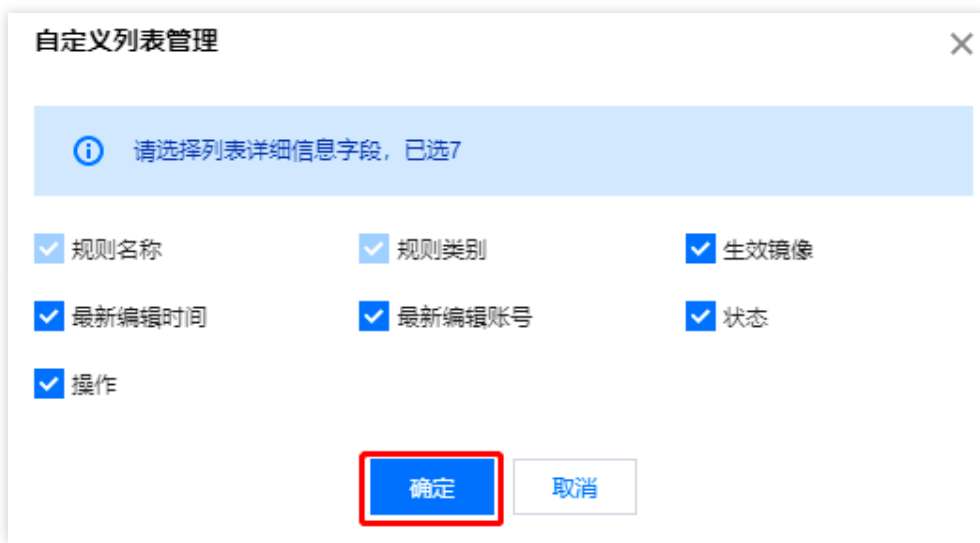 自定义列表管理
请选择列表详细信息字段，已选7
规则名称 规则类别 生效镜像
最新编辑时间 最新编辑账号 状态
操作
确定 取消